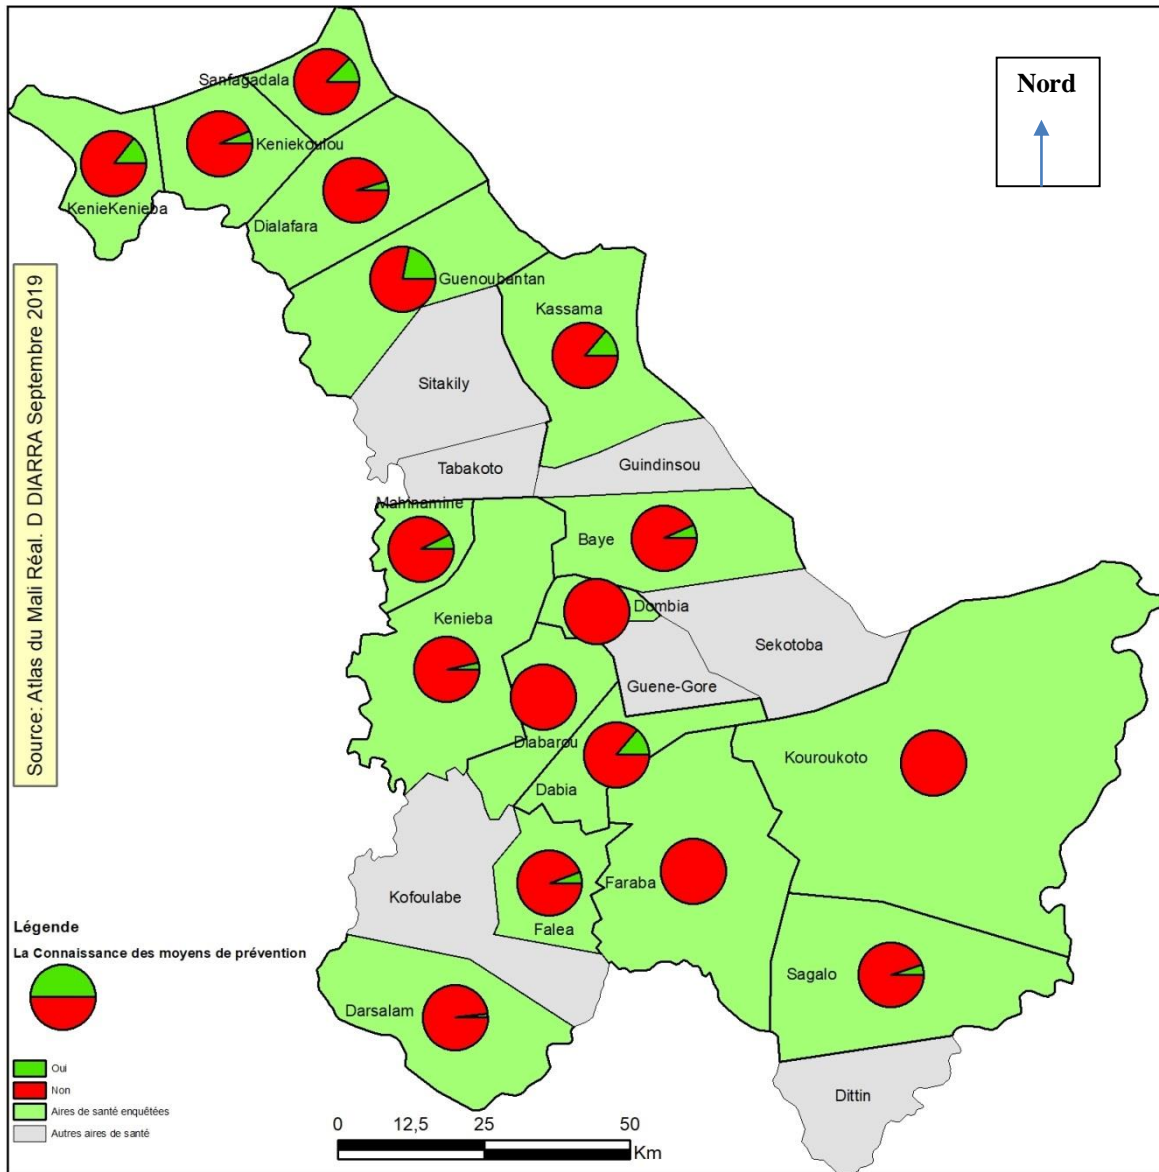 Nord
Sanfagadala
Keniekoulou
KenieKenieba
Dialafara
Guenoubantan
Kassama
Sitakily
Tabakoto
Guindinsou
Mahnamine
Baye
Dombia
Kenieba
Sekotoba
Guene-Gore
Diabarou
Kouroukoto
Dabia
Faraba
Kofoulabe
Falea
Sagalo
Darsalam
Dittin
Source: Atlas du Mali Réal. D DIARRA Septembre 2019
Légende
La Connaissance des moyens de prévention
Oui
Non
Aires de santé enquêtées
Autres aires de santé
0 12,5 25 50
Km